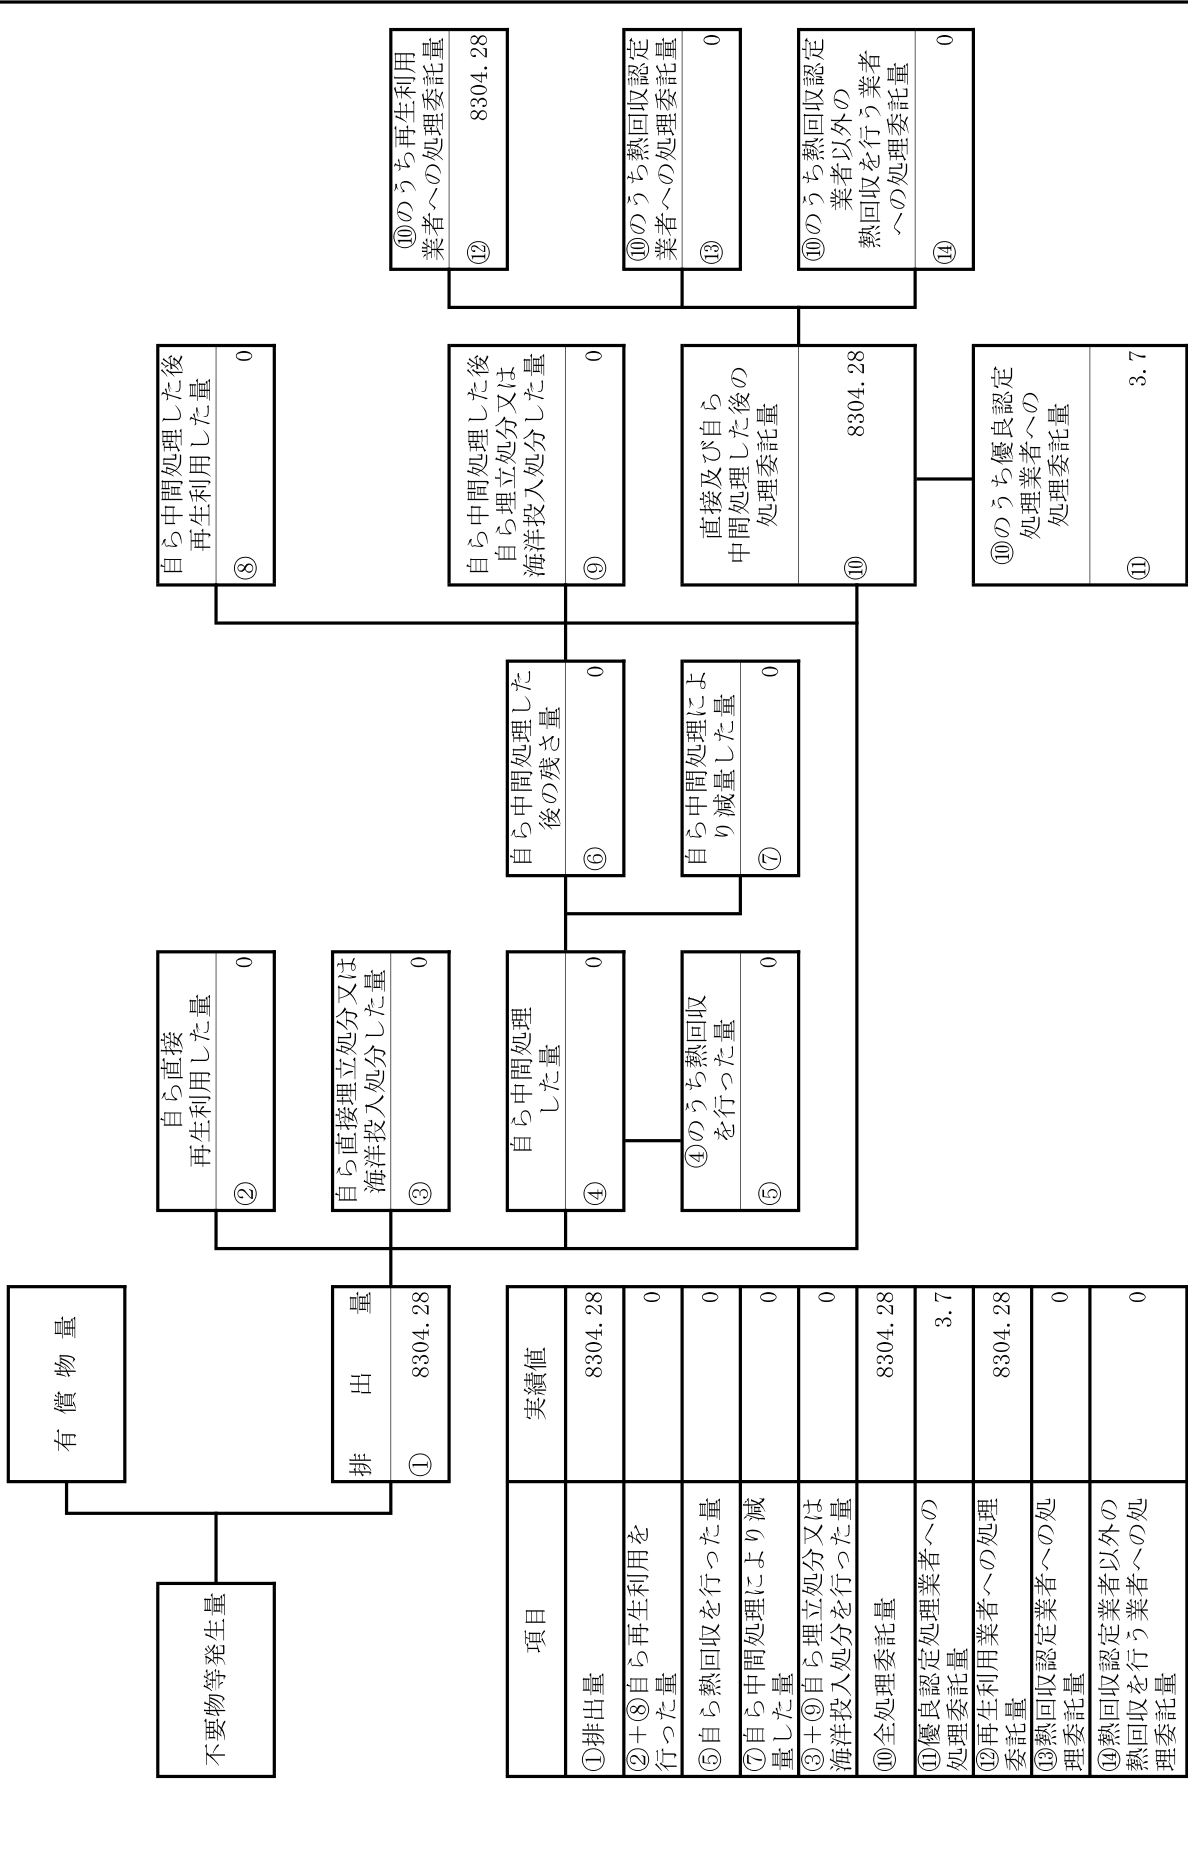 有 償 物 量
不要物等発生量
排 出 量
① 8304.28
自ら直接
再生利用した量
② 0
自ら直接埋立処分又は
海洋投入処分した量
③ 0
自ら中間処理
した量
④ 0
④のうち熱回収
を行った量
⑤ 0
自ら中間処理した
後の残さ量
⑥ 0
自ら中間処理によ
り減量した量
⑦ 0
自ら中間処理した後
再生利用した量
⑧ 0
自ら中間処理した後
自ら埋立処分又は
海洋投入処分した量
⑨ 0
直接及び自ら
中間処理した後の
処理委託量
⑩ 8304.28
⑩のうち優良認定
処理業者への
処理委託量
⑪ 3.7
⑩のうち再生利用
業者への処理委託量
⑫ 8304.28
⑩のうち熱回収認定
業者への処理委託量
⑬ 0
⑩のうち熱回収認定
業者以外の
熱回収を行う業者
への処理委託量
⑭ 0
項目 実績値
①排出量 8304.28
②＋⑧自ら再生利用を
行った量 0
⑤自ら熱回収を行った量 0
⑦自ら中間処理により減
量した量 0
③＋⑨自ら埋立処分又は
海洋投入処分を行った量 0
⑩全処理委託量 8304.28
⑪優良認定処理業者への
処理委託量 3.7
⑫再生利用業者への処理
委託量 8304.28
⑬熱回収認定業者への処
理委託量 0
⑭熱回収認定業者以外の
熱回収を行う業者への処
理委託量 0